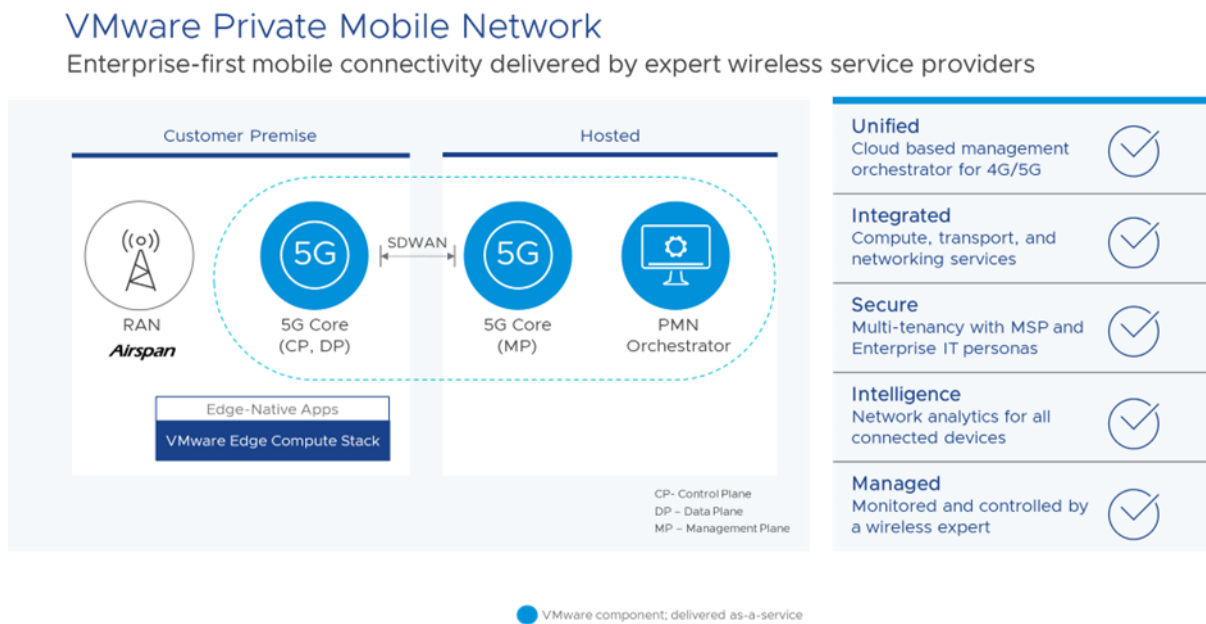 VMware Private Mobile Network
Enterprise-first mobile connectivity delivered by expert wireless service providers
Customer Premise
Hosted
5G
SDWAN
5G
RAN
Airspan
5G Core
(CP, DP)
5G Core
(MP)
PMN
Orchestrator
Edge-Native Apps
VMware Edge Compute Stack
CP- Control Plane
DP – Data Plane
MP – Management Plane
Unified
Cloud based management
orchestrator for 4G/5G
Integrated
Compute, transport, and
networking services
Secure
Multi-tenancy with MSP and
Enterprise IT personas
Intelligence
Network analytics for all
connected devices
Managed
Monitored and controlled by
a wireless expert
VMware component; delivered as-a-service